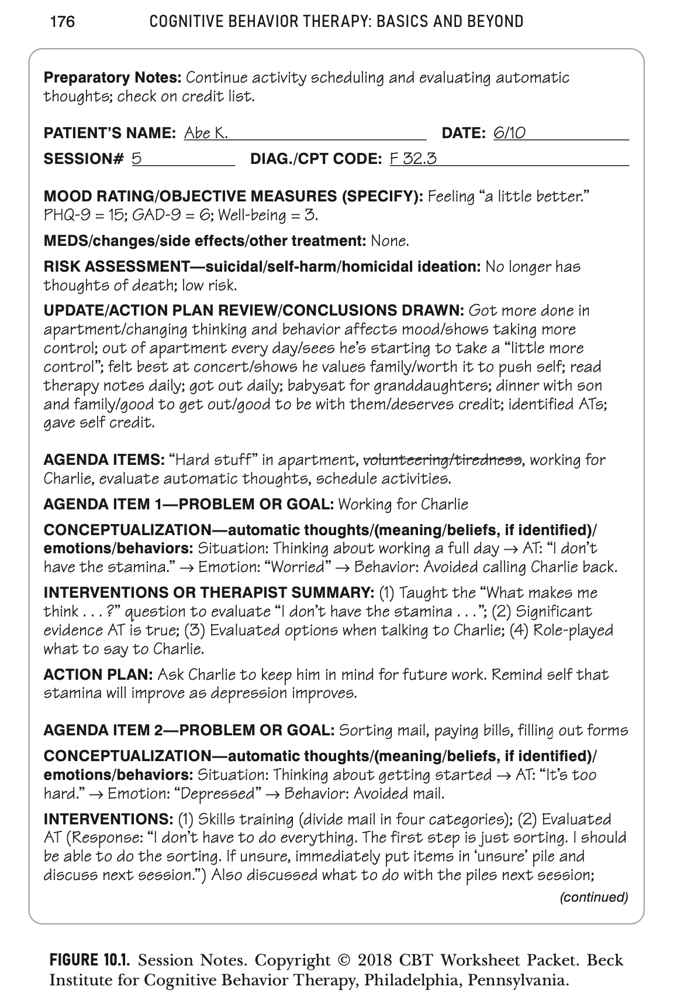 176 COGNITIVE BEHAVIOR THERAPY: BASICS AND BEYOND
Preparatory Notes: Continue activity scheduling and evaluating automatic
thoughts; check on credit list.
PATIENT’S NAME: Abe K. DATE: 6/10
SESSION# 5 DIAG./CPT CODE: F 32.3
MOOD RATING/OBJECTIVE MEASURES (SPECIFY): Feeling “a little better.”
PHQ-9 = 15; GAD-9 = 6; Well-being = 3.
MEDS/changes/side effects/other treatment: None.
RISK ASSESSMENT—suicidal/self-harm/homicidal ideation: No longer has
thoughts of death; low risk.
UPDATE/ACTION PLAN REVIEW/CONCLUSIONS DRAWN: Got more done in
apartment/changing thinking and behavior affects mood/shows taking more
control; out of apartment every day/sees he’s starting to take a “little more
control”; felt best at concert/shows he values family/worth it to push self; read
therapy notes daily; got out daily; babysat for granddaughters; dinner with son
and family/good to get out/good to be with them/deserves credit; identified ATs;
gave self credit.
AGENDA ITEMS: “Hard stuff” in apartment, volunteering/tiredness, working for
Charlie, evaluate automatic thoughts, schedule activities.
AGENDA ITEM 1—PROBLEM OR GOAL: Working for Charlie
CONCEPTUALIZATION—automatic thoughts/(meaning/beliefs, if identified)/
emotions/behaviors: Situation: Thinking about working a full day → AT: “I don’t
have the stamina.” → Emotion: “Worried” → Behavior: Avoided calling Charlie back.
INTERVENTIONS OR THERAPIST SUMMARY: (1) Taught the “What makes me
think . . . ?” question to evaluate “I don’t have the stamina . . .”; (2) Significant
evidence AT is true; (3) Evaluated options when talking to Charlie; (4) Role-played
what to say to Charlie.
ACTION PLAN: Ask Charlie to keep him in mind for future work. Remind self that
stamina will improve as depression improves.
AGENDA ITEM 2—PROBLEM OR GOAL: Sorting mail, paying bills, filling out forms
CONCEPTUALIZATION—automatic thoughts/(meaning/beliefs, if identified)/
emotions/behaviors: Situation: Thinking about getting started → AT: “It’s too
hard.” → Emotion: “Depressed” → Behavior: Avoided mail.
INTERVENTIONS: (1) Skills training (divide mail in four categories); (2) Evaluated
AT (Response: “I don’t have to do everything. The first step is just sorting. I should
be able to do the sorting. If unsure, immediately put items in ‘unsure’ pile and
discuss next session.”) Also discussed what to do with the piles next session;
(continued)
FIGURE 10.1. Session Notes. Copyright © 2018 CBT Worksheet Packet. Beck
Institute for Cognitive Behavior Therapy, Philadelphia, Pennsylvania.